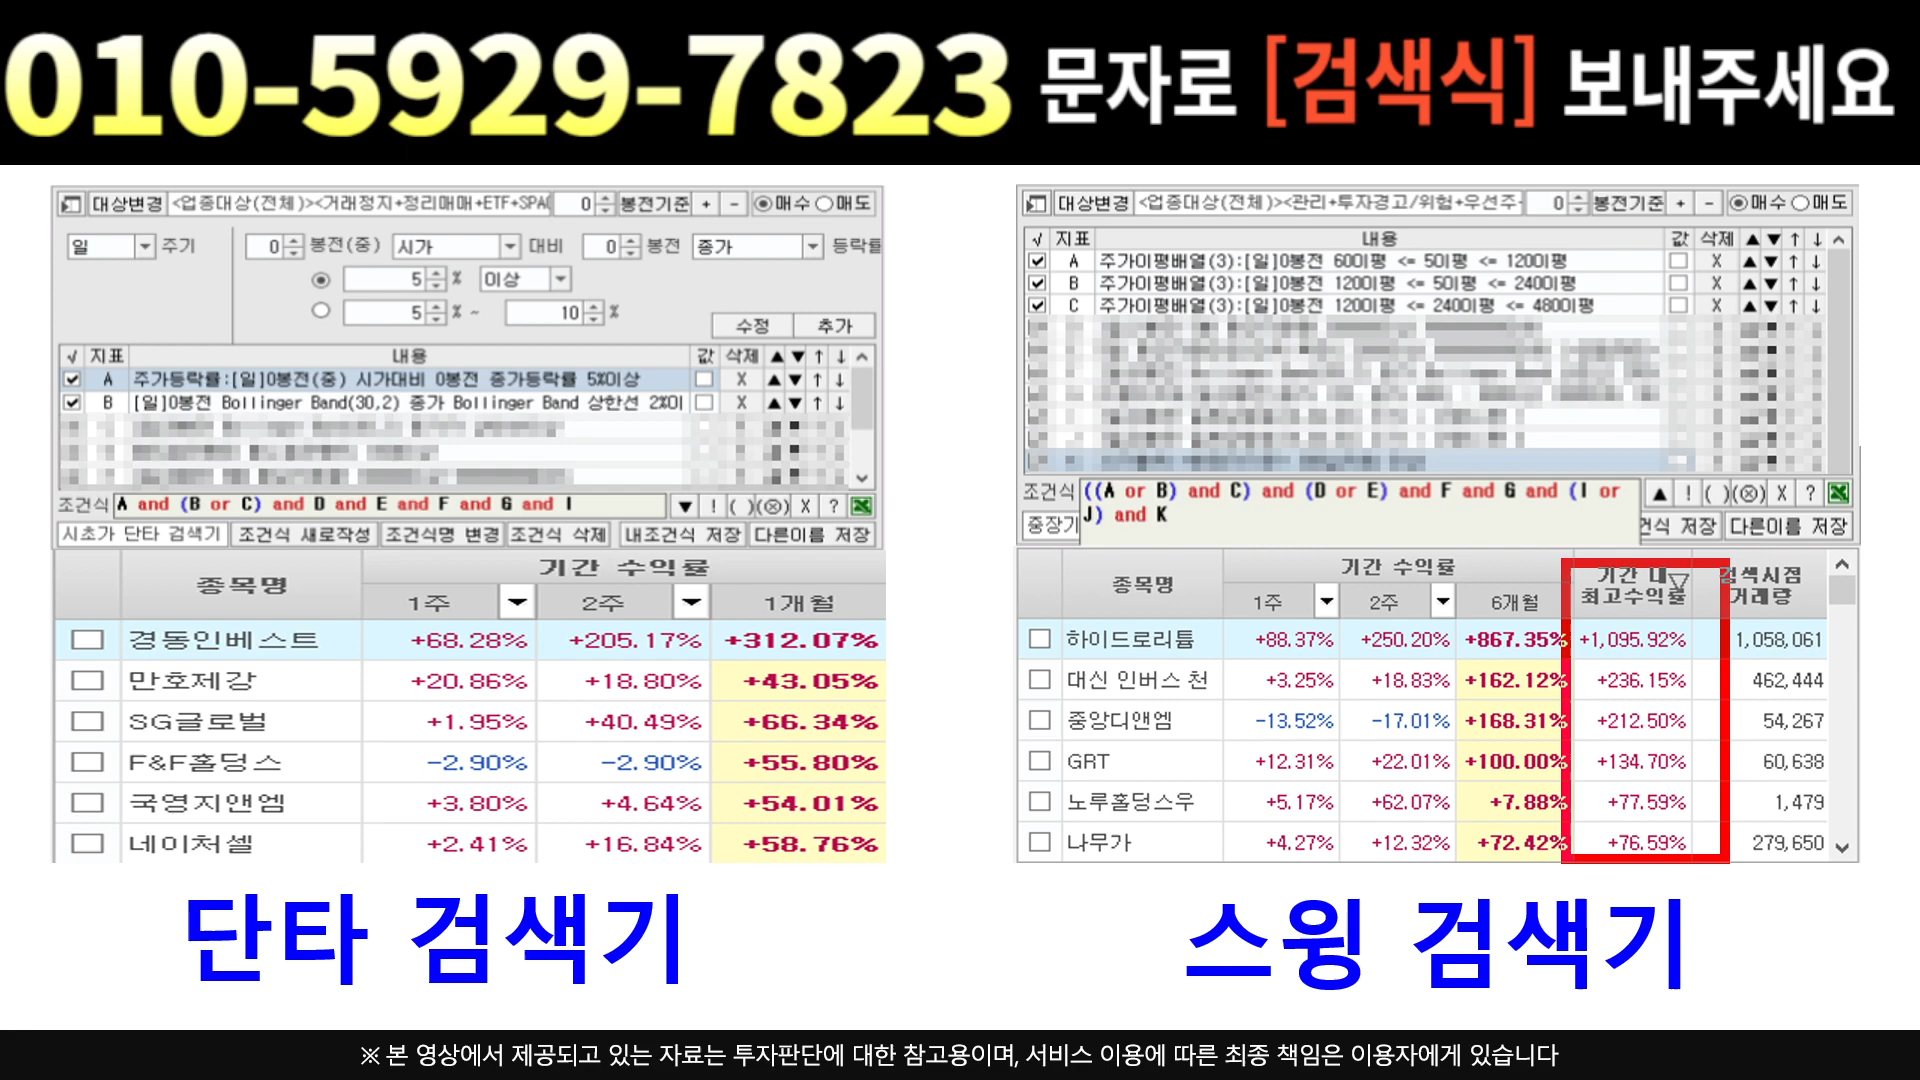 010-5929-7823 문자로 [검색식] 보내주세요
대상변경 <업종대상(전체)><거래정지+정리매매+ETF+SPAC 0 봉전기준 + - 매수 매도
일 주기 0 봉전(중) 시가 대비 0 봉전 종가 등락률
5 % 이상
5 % ~ 10 %
수정 추가
√ 지표 내용 값 삭제 ▲ ▼ ↑ ↓
A 주가등락률:[일]0봉전(중) 시가대비 0봉전 종가등락률 5%이상 X ▲ ▼ ↑ ↓
B [일]0봉전 Bollinger Band(30,2) 종가 Bollinger Band 상한선 2%이 X ▲ ▼ ↑ ↓
조건식 A and (B or C) and D and E and F and G and I ▼ ! ( )(ⓧ) X ?
시초가 단타 검색기 조건식 새로작성 조건식명 변경 조건식 삭제 내조건식 저장 다른이름 저장
종목명 기간 수익률
1주 2주 1개월
경동인베스트 +68.28% +205.17% +312.07%
만호제강 +20.86% +18.80% +43.05%
SG글로벌 +1.95% +40.49% +66.34%
F&F홀딩스 -2.90% -2.90% +55.80%
국영지앤엠 +3.80% +4.64% +54.01%
네이처셀 +2.41% +16.84% +58.76%
단타 검색기
대상변경 <업종대상(전체)><관리+투자경고/위험+우선주+ 0 봉전기준 + - 매수 매도
√ 지표 내용 값 삭제 ▲ ▼ ↑ ↓
A 주가이평배열(3):[일]0봉전 60이평 <= 5이평 <= 120이평 X ▲ ▼ ↑ ↓
B 주가이평배열(3):[일]0봉전 120이평 <= 5이평 <= 240이평 X ▲ ▼ ↑ ↓
C 주가이평배열(3):[일]0봉전 120이평 <= 240이평 <= 480이평 X ▲ ▼ ↑ ↓
조건식 ((A or B) and C) and (D or E) and F and G and (I or ▲ ! ( )(ⓧ) X ?
중장기 J) and K 건식 저장 다른이름 저장
종목명 기간 수익률 기간 내 최고수익률 검색시점 거래량
1주 2주 6개월
하이드로리튬 +88.37% +250.20% +867.35% +1,095.92% 1,058,061
대신 인버스 천 +3.25% +18.83% +162.12% +236.15% 462,444
중앙디앤엠 -13.52% -17.01% +168.31% +212.50% 54,267
GRT +12.31% +22.01% +100.00% +134.70% 60,638
노루홀딩스우 +5.17% +62.07% +7.88% +77.59% 1,479
나무가 +4.27% +12.32% +72.42% +76.59% 279,650
스윙 검색기
※ 본 영상에서 제공되고 있는 자료는 투자판단에 대한 참고용이며, 서비스 이용에 따른 최종 책임은 이용자에게 있습니다